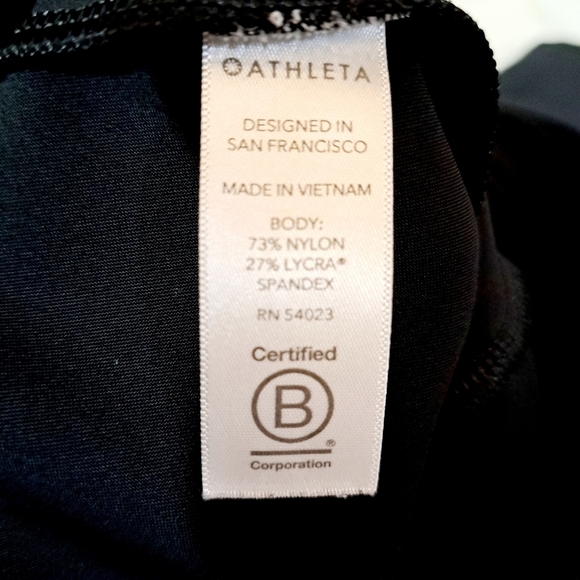 ATHLETA
DESIGNED IN
SAN FRANCISCO
MADE IN VIETNAM
BODY:
73% NYLON
27% LYCRA®
SPANDEX
RN 54023
Certified
B
®
Corporation